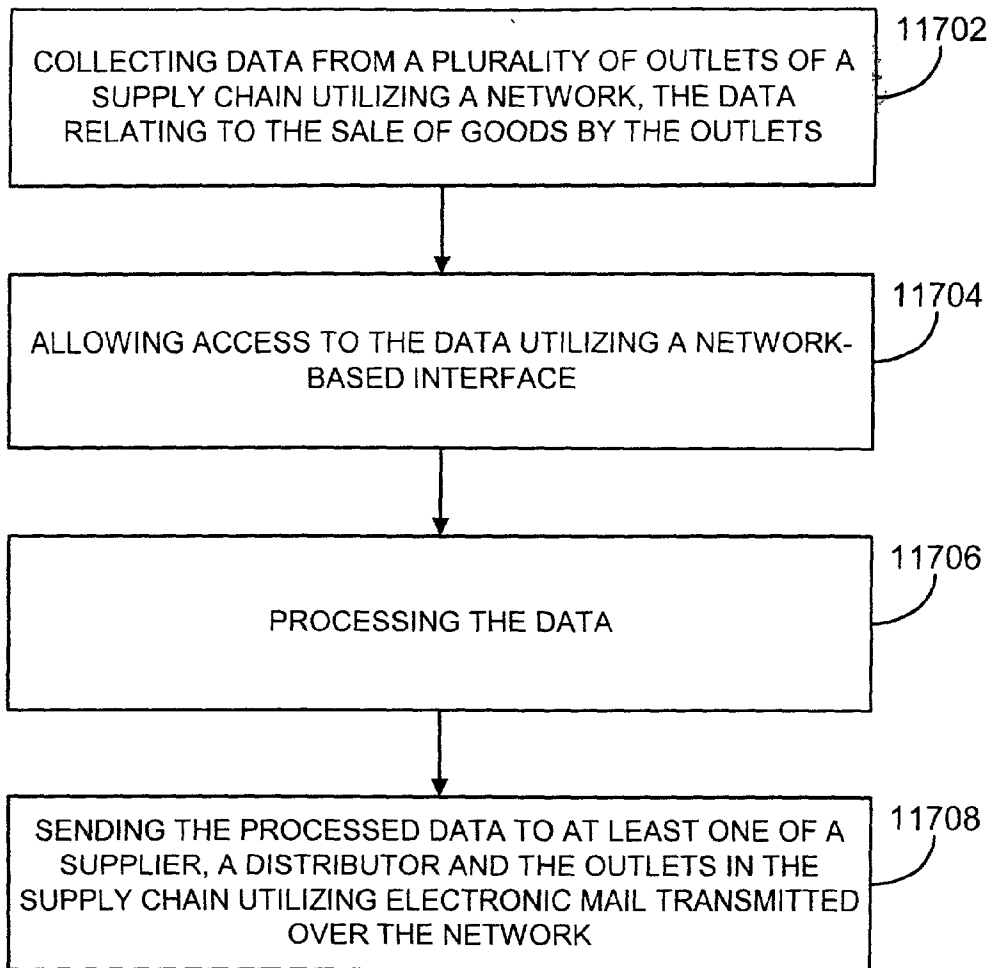 11702
COLLECTING DATA FROM A PLURALITY OF OUTLETS OF A
SUPPLY CHAIN UTILIZING A NETWORK, THE DATA
RELATING TO THE SALE OF GOODS BY THE OUTLETS
11704
ALLOWING ACCESS TO THE DATA UTILIZING A NETWORK-
BASED INTERFACE
11706
PROCESSING THE DATA
11708
SENDING THE PROCESSED DATA TO AT LEAST ONE OF A
SUPPLIER, A DISTRIBUTOR AND THE OUTLETS IN THE
SUPPLY CHAIN UTILIZING ELECTRONIC MAIL TRANSMITTED
OVER THE NETWORK